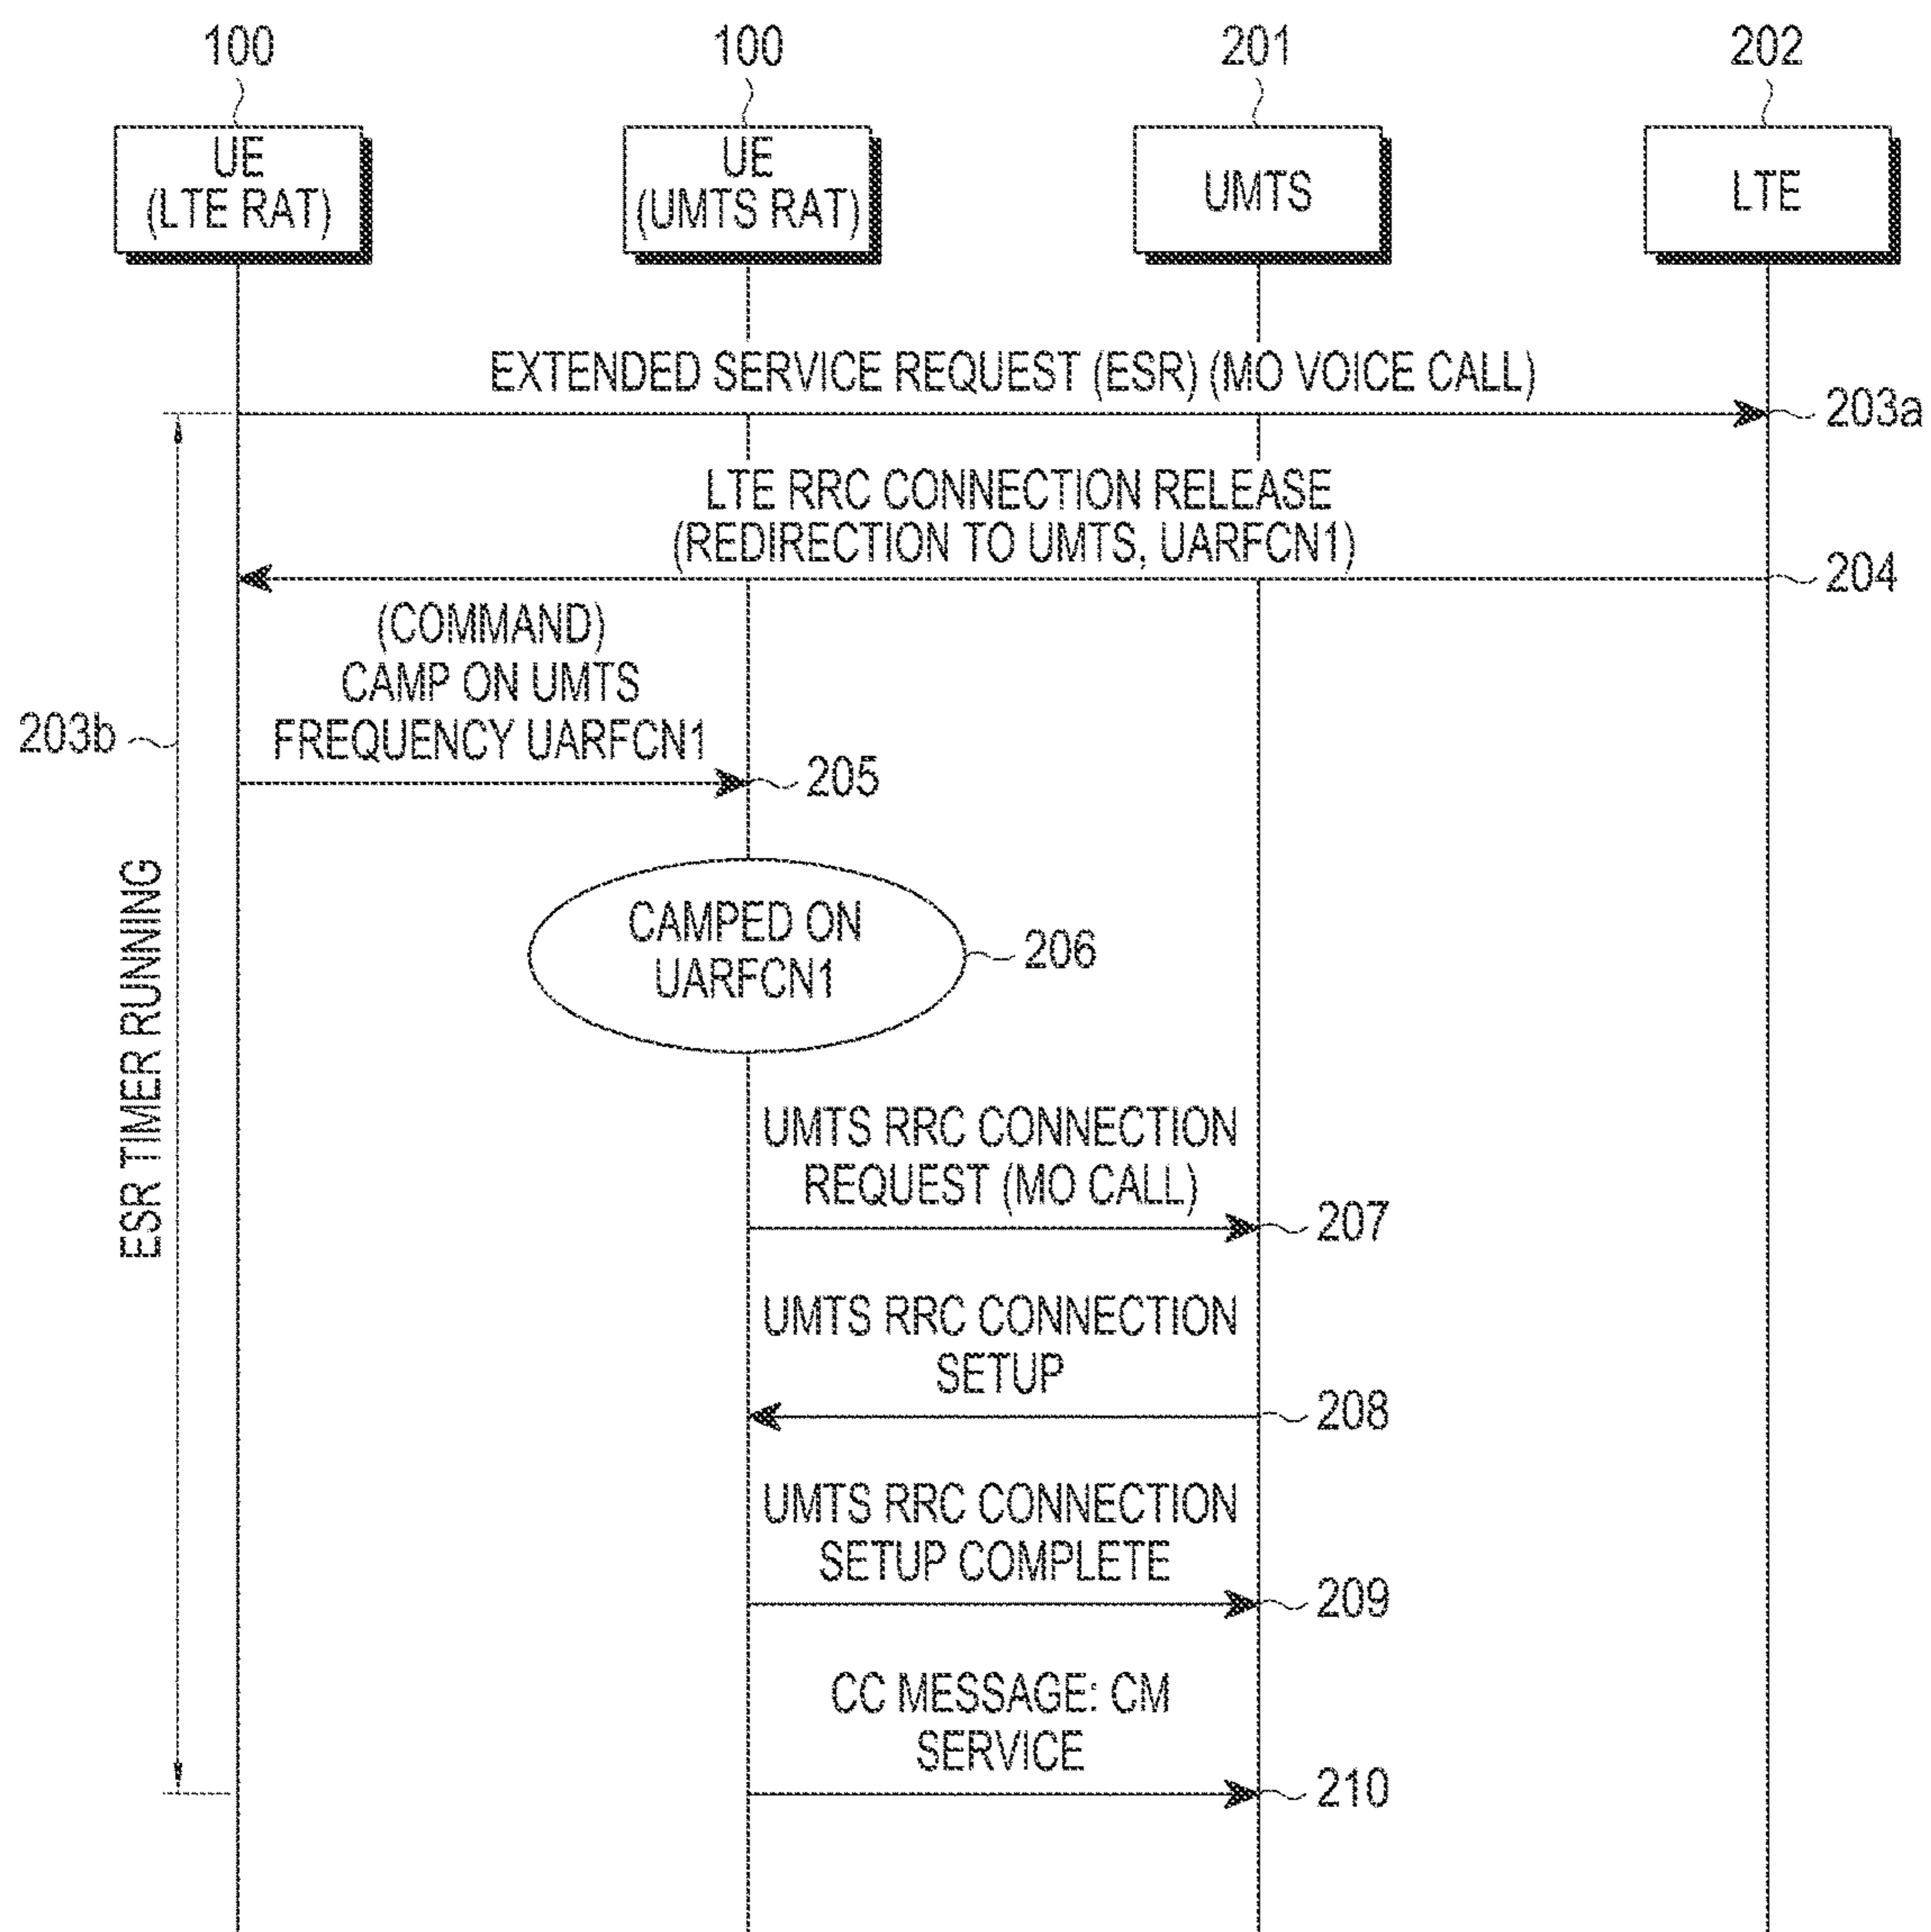 100
100
201
202
UE
(LTE RAT)
UE
(UMTS RAT)
UMTS
LTE
EXTENDED SERVICE REQUEST (ESR) (MO VOICE CALL)
203a
LTE RRC CONNECTION RELEASE
(REDIRECTION TO UMTS, UARFCN1)
204
(COMMAND)
CAMP ON UMTS
FREQUENCY UARFCN1
203b
205
ESR TIMER RUNNING
CAMPED ON
UARFCN1
206
UMTS RRC CONNECTION
REQUEST (MO CALL)
207
UMTS RRC CONNECTION
SETUP
208
UMTS RRC CONNECTION
SETUP COMPLETE
209
CC MESSAGE: CM
SERVICE
210